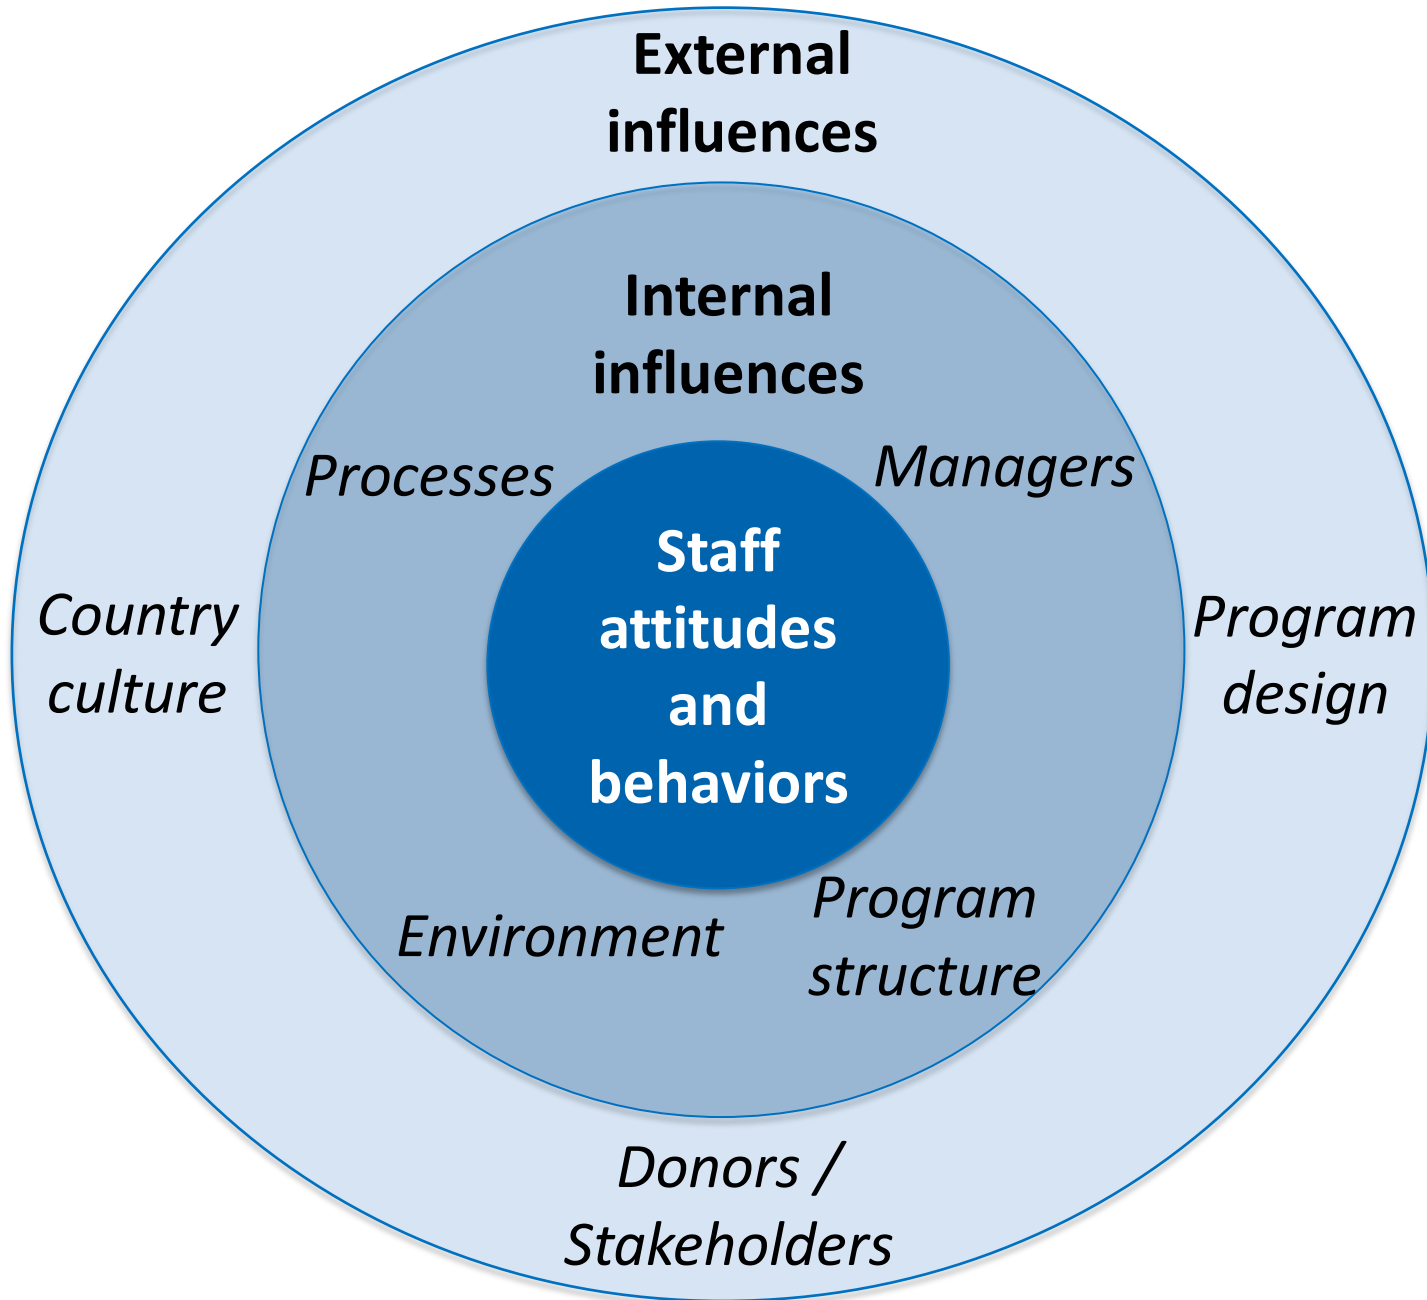 External
influences
Internal
influences
Processes
Managers
Staff
attitudes
and
behaviors
Country
culture
Program
design
Environment
Program
structure
Donors /
Stakeholders